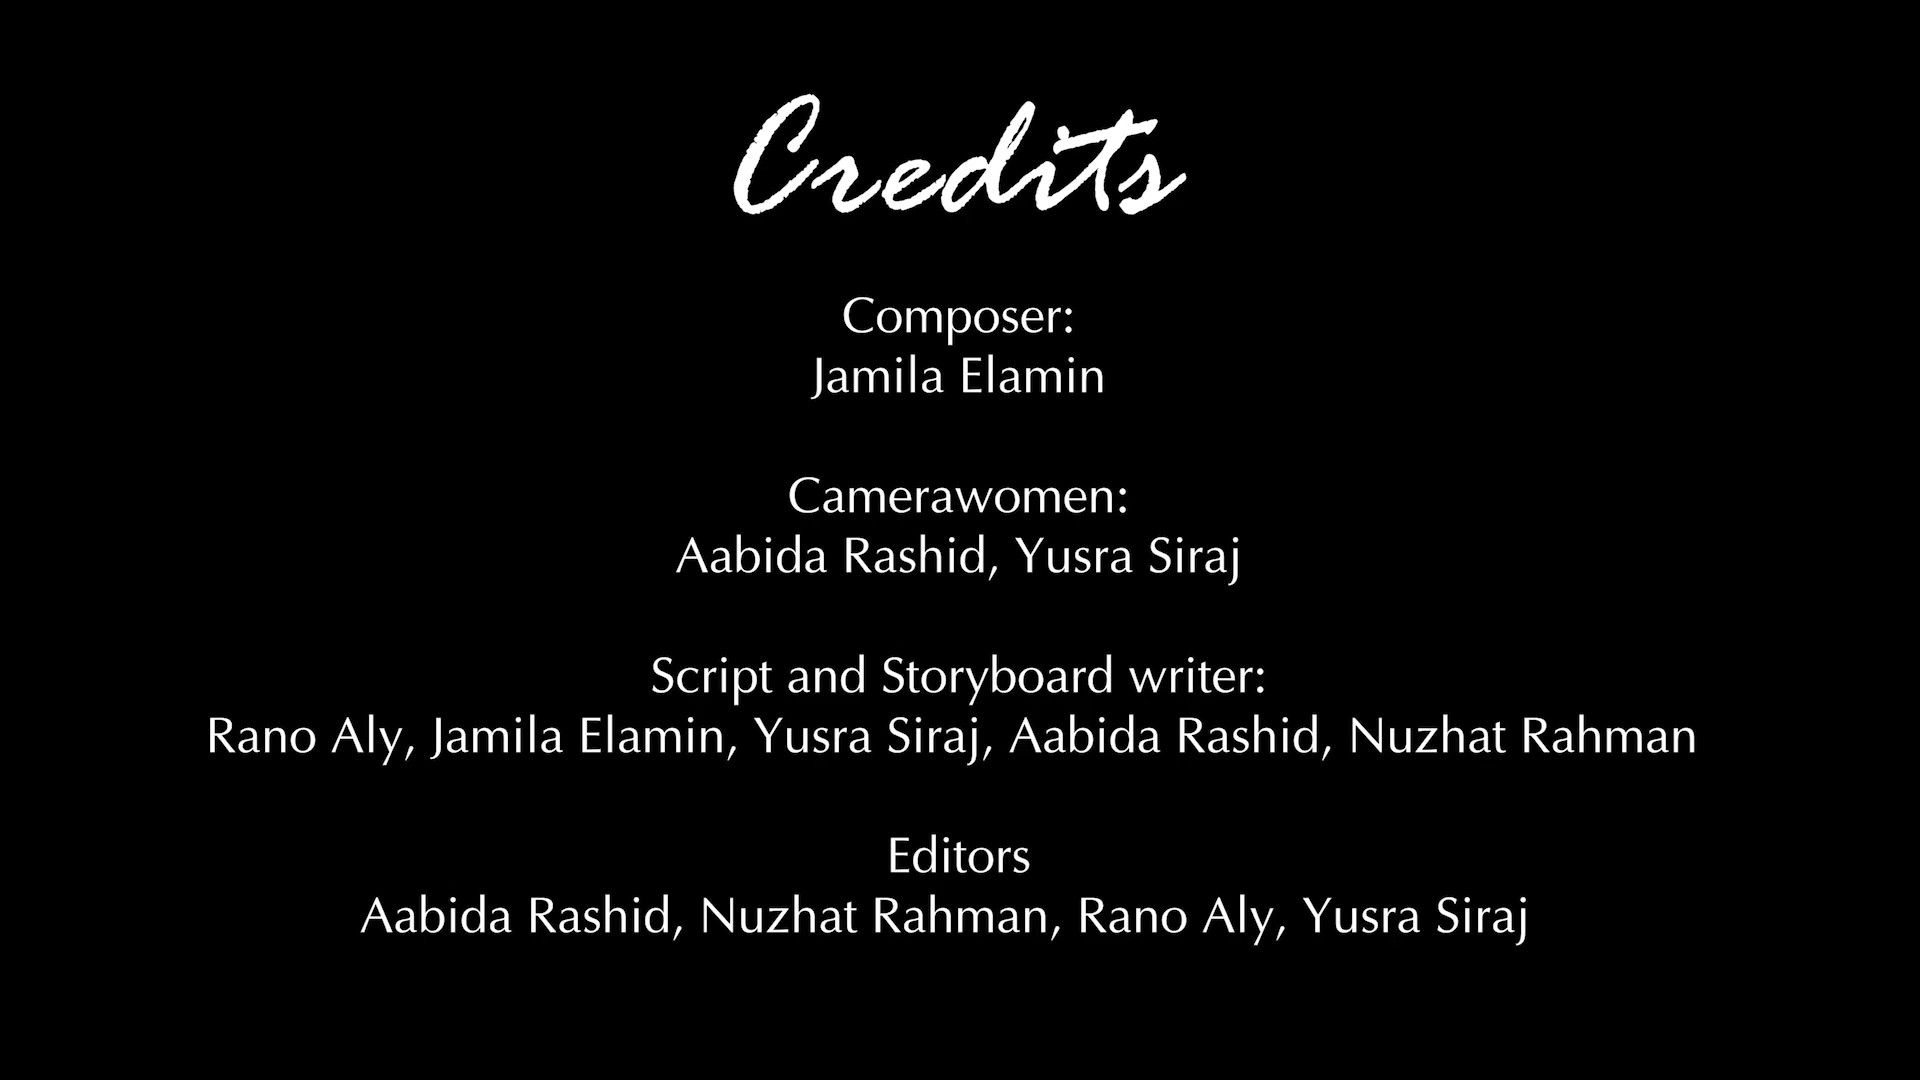 Credits
Composer:
Jamila Elamin
Camerawomen:
Aabida Rashid, Yusra Siraj
Script and Storyboard writer:
Rano Aly, Jamila Elamin, Yusra Siraj, Aabida Rashid, Nuzhat Rahman
Editors
Aabida Rashid, Nuzhat Rahman, Rano Aly, Yusra Siraj